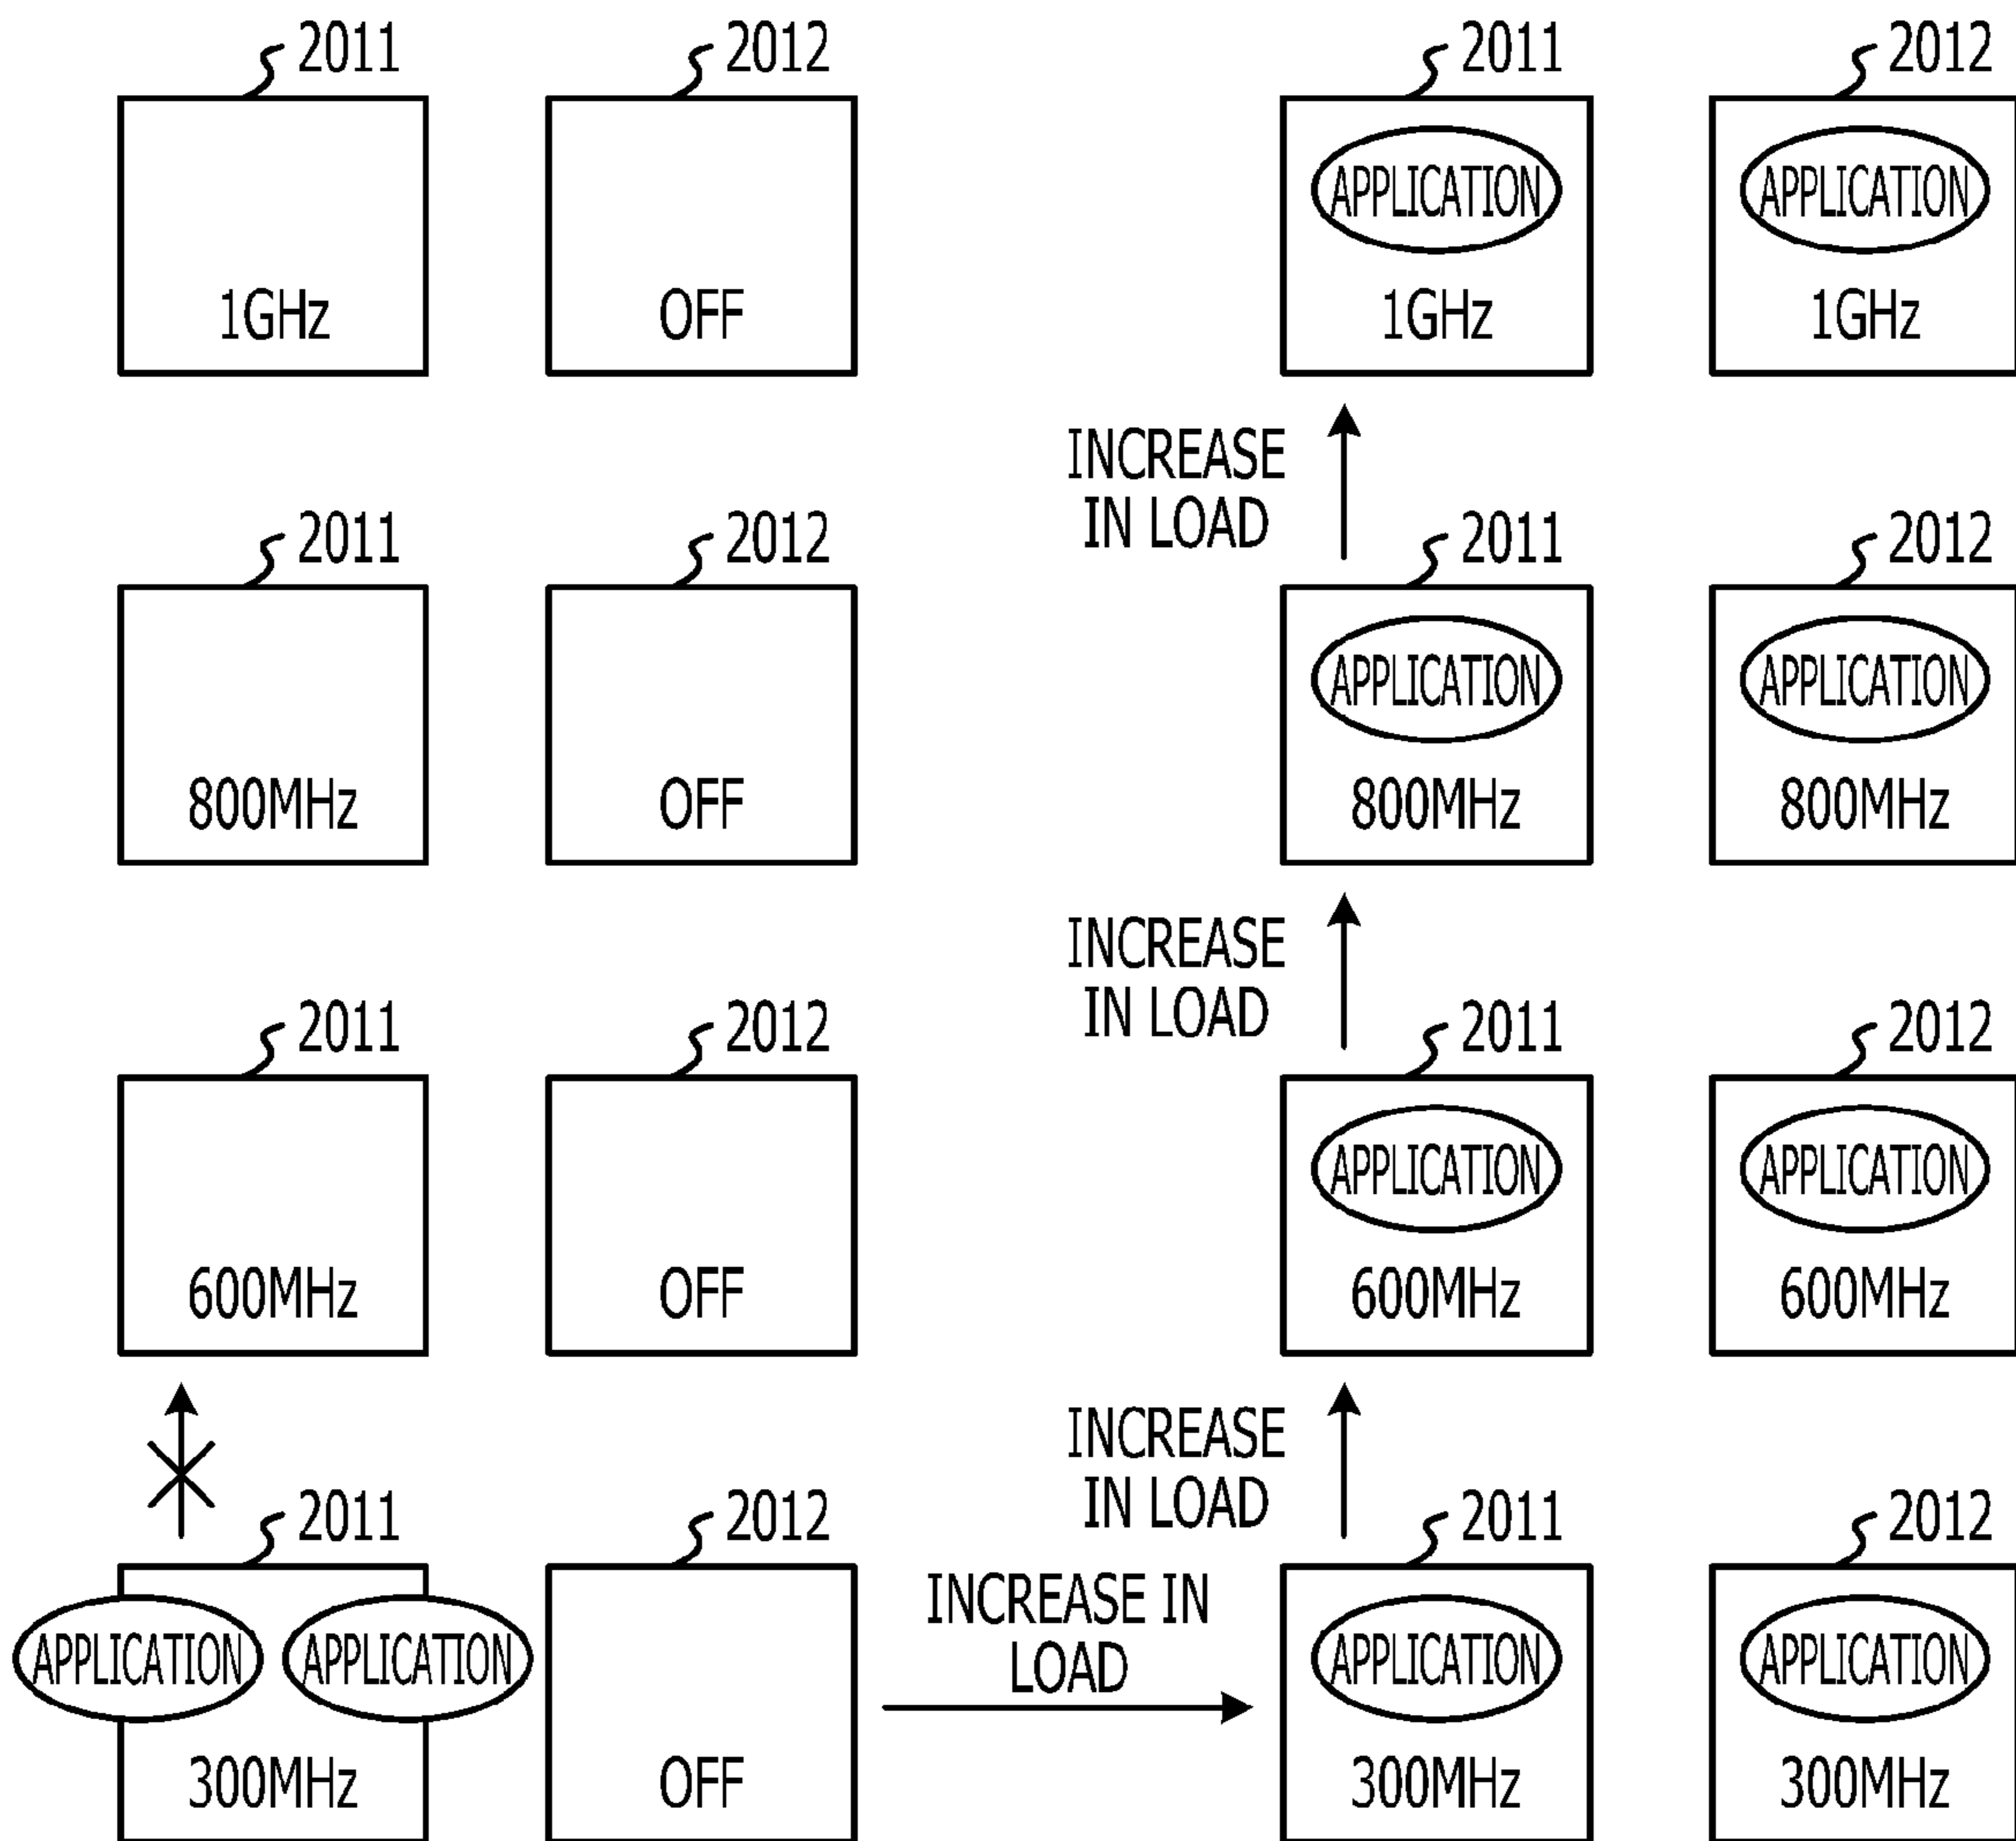 2011 2012 2011 2012
APPLICATION APPLICATION
1GHz OFF 1GHz 1GHz
INCREASE
IN LOAD
2011 2012 2011 2012
APPLICATION APPLICATION
800MHz OFF 800MHz 800MHz
INCREASE
IN LOAD
2011 2012 2011 2012
APPLICATION APPLICATION
600MHz OFF 600MHz 600MHz
INCREASE
IN LOAD
2011 2012 2011 2012
INCREASE IN
LOAD
APPLICATION APPLICATION APPLICATION APPLICATION
300MHz OFF 300MHz 300MHz